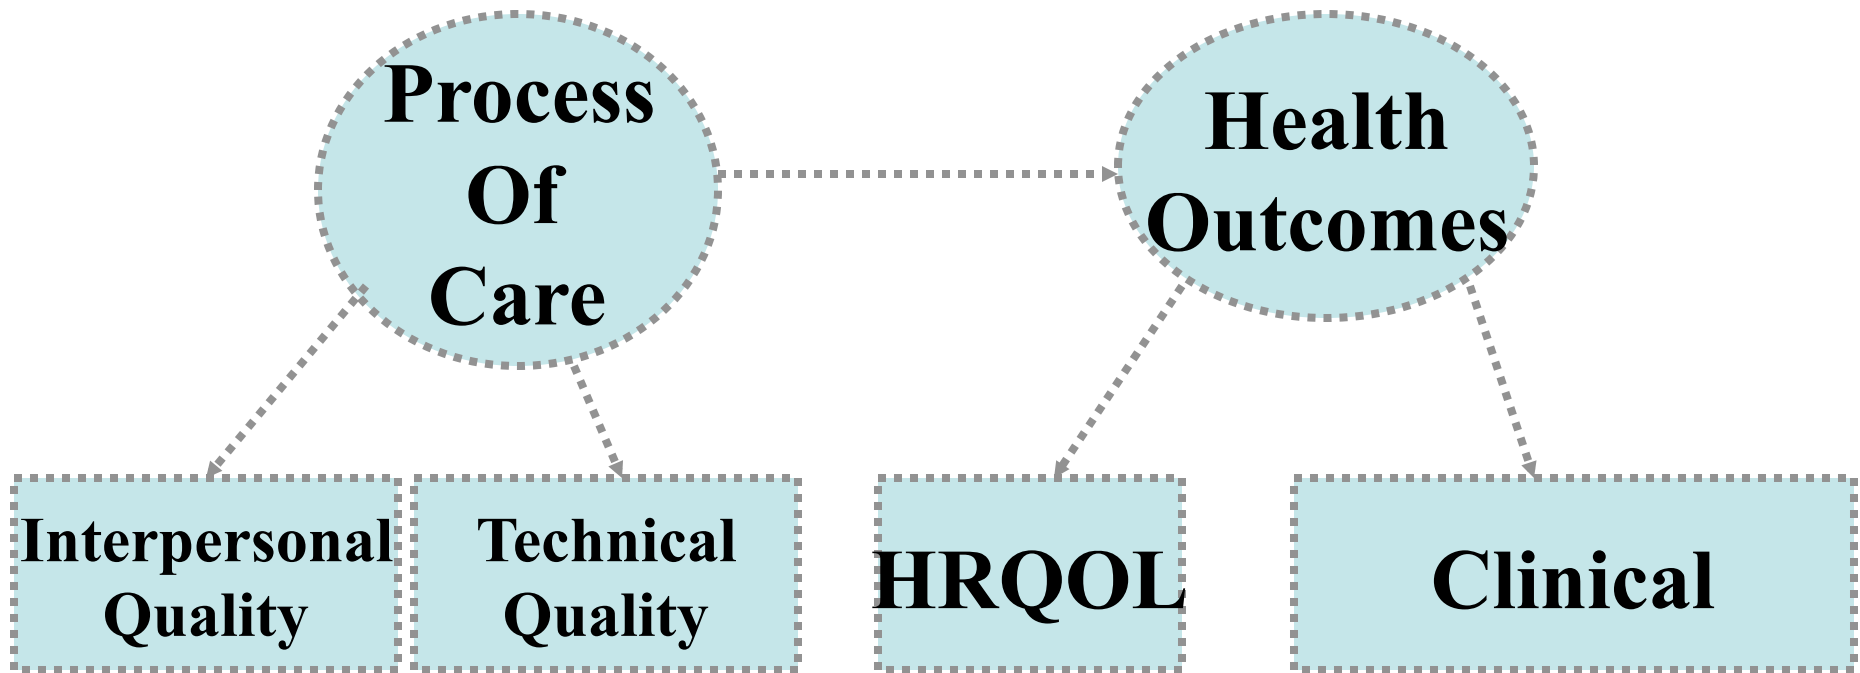 Process
Of
Care
Health
Outcomes
Interpersonal
Quality
Technical
Quality
HRQOL
Clinical